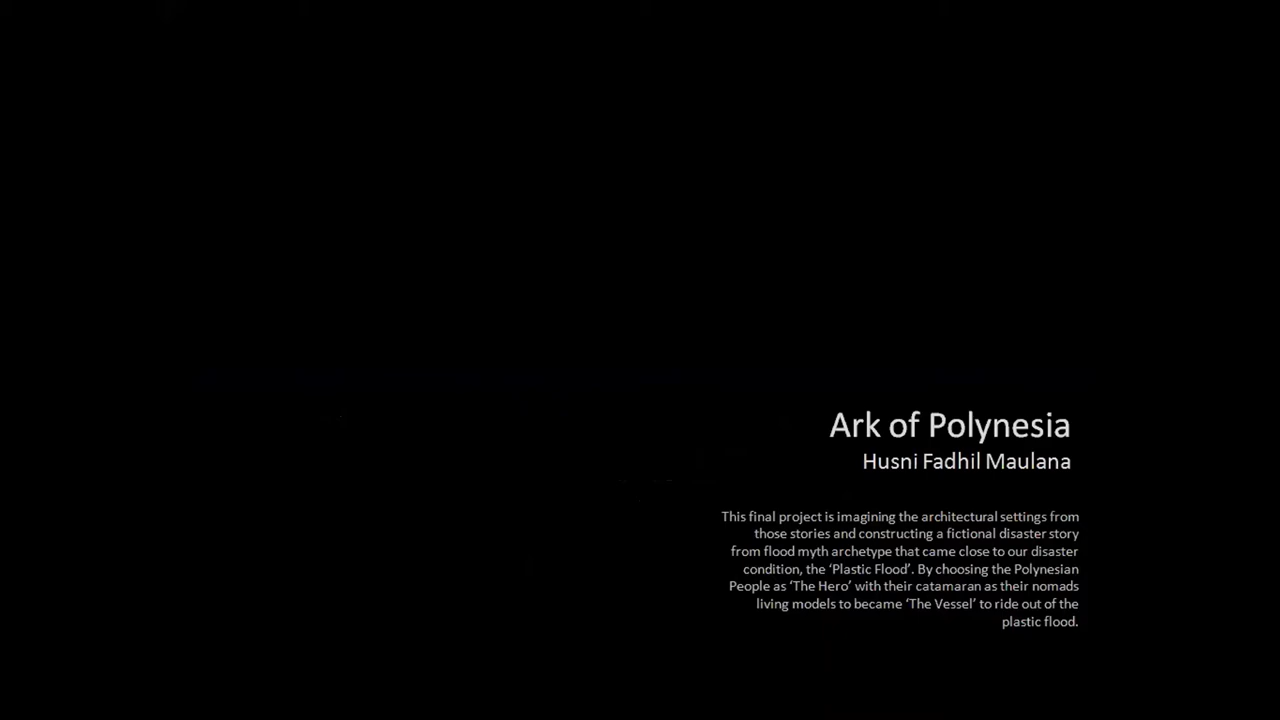 Ark of Polynesia
Husni Fadhil Maulana
This final project is imagining the architectural settings from
those stories and constructing a fictional disaster story
from flood myth archetype that came close to our disaster
condition, the ‘Plastic Flood’. By choosing the Polynesian
People as ‘The Hero’ with their catamaran as their nomads
living models to became ‘The Vessel’ to ride out of the
plastic flood.